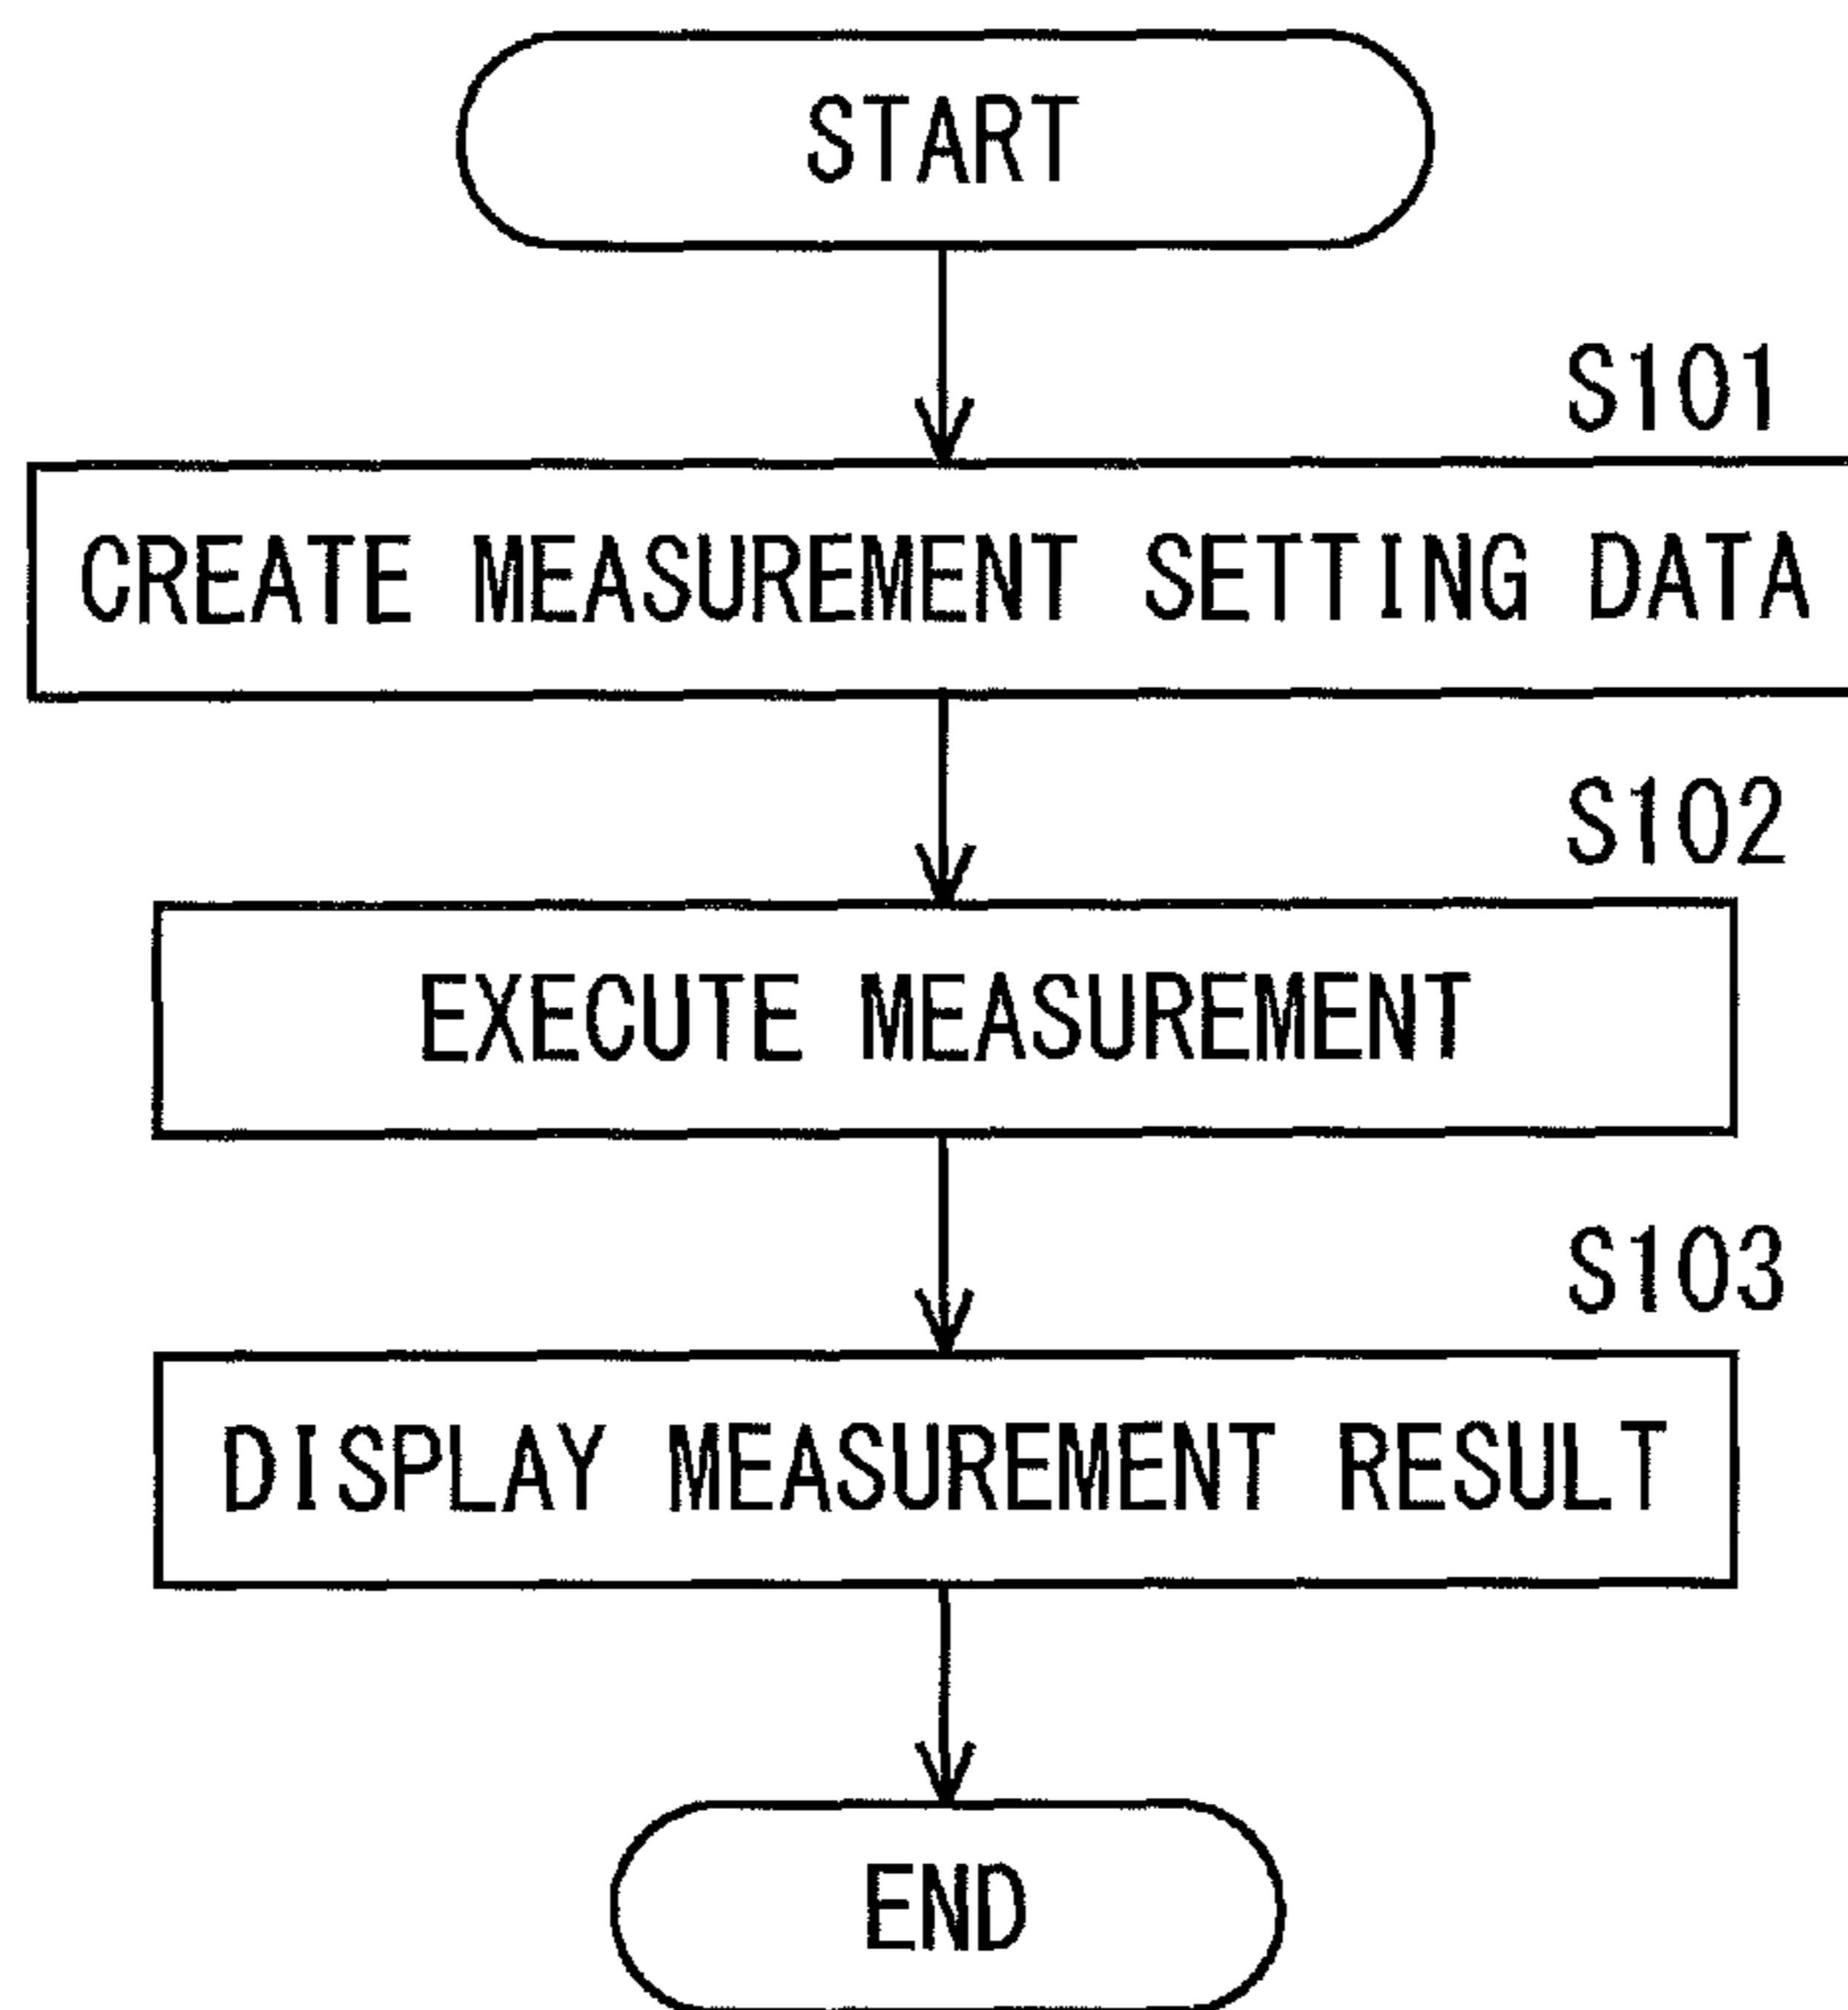 START
S101
CREATE MEASUREMENT SETTING DATA
S102
EXECUTE MEASUREMENT
S103
DISPLAY MEASUREMENT RESULT
END